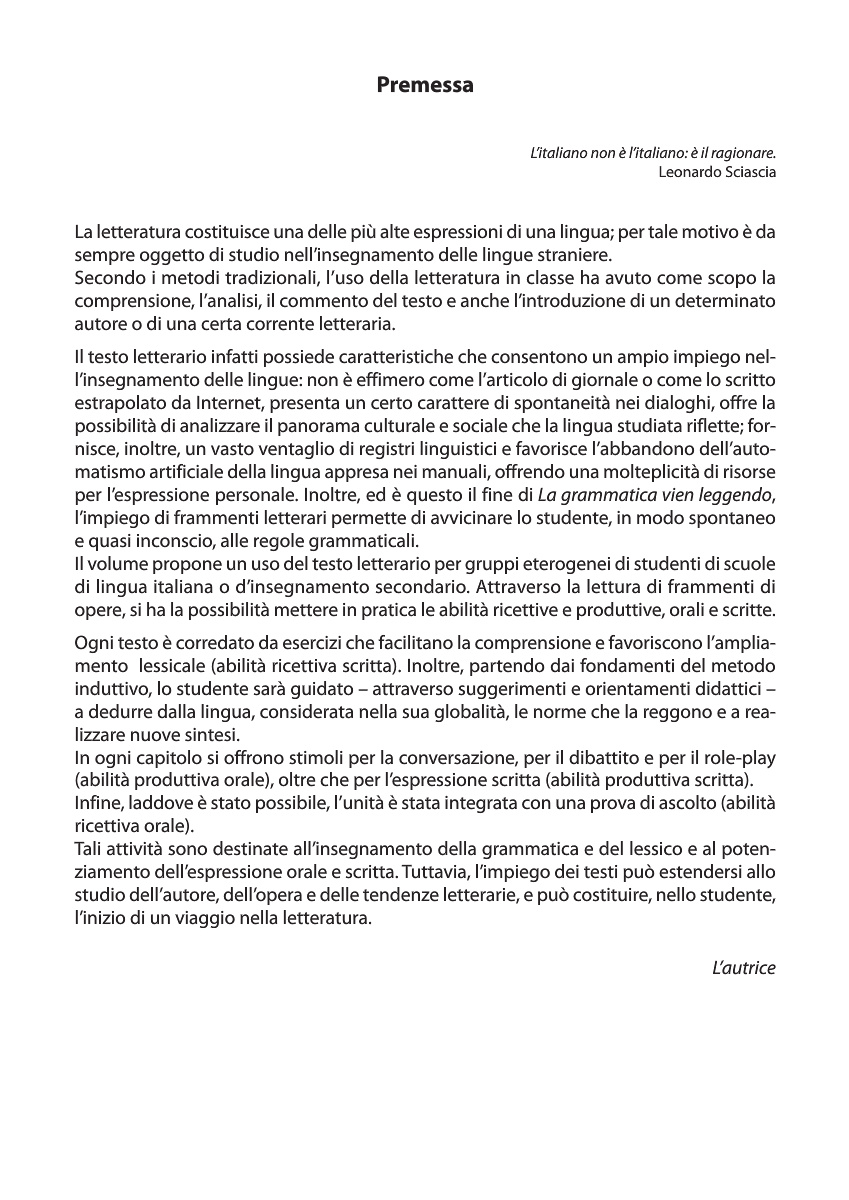 Premessa
L’italiano non è l’italiano: è il ragionare.
Leonardo Sciascia
La letteratura costituisce una delle più alte espressioni di una lingua; per tale motivo è da
sempre oggetto di studio nell’insegnamento delle lingue straniere.
Secondo i metodi tradizionali, l’uso della letteratura in classe ha avuto come scopo la
comprensione, l’analisi, il commento del testo e anche l’introduzione di un determinato
autore o di una certa corrente letteraria.
Il testo letterario infatti possiede caratteristiche che consentono un ampio impiego nel-
l’insegnamento delle lingue: non è effimero come l’articolo di giornale o come lo scritto
estrapolato da Internet, presenta un certo carattere di spontaneità nei dialoghi, offre la
possibilità di analizzare il panorama culturale e sociale che la lingua studiata riflette; for-
nisce, inoltre, un vasto ventaglio di registri linguistici e favorisce l’abbandono dell’auto-
matismo artificiale della lingua appresa nei manuali, offrendo una molteplicità di risorse
per l’espressione personale. Inoltre, ed è questo il fine di La grammatica vien leggendo,
l’impiego di frammenti letterari permette di avvicinare lo studente, in modo spontaneo
e quasi inconscio, alle regole grammaticali.
Il volume propone un uso del testo letterario per gruppi eterogenei di studenti di scuole
di lingua italiana o d’insegnamento secondario. Attraverso la lettura di frammenti di
opere, si ha la possibilità mettere in pratica le abilità ricettive e produttive, orali e scritte.
Ogni testo è corredato da esercizi che facilitano la comprensione e favoriscono l’amplia-
mento  lessicale (abilità ricettiva scritta). Inoltre, partendo dai fondamenti del metodo
induttivo, lo studente sarà guidato – attraverso suggerimenti e orientamenti didattici –
a dedurre dalla lingua, considerata nella sua globalità, le norme che la reggono e a rea-
lizzare nuove sintesi.
In ogni capitolo si offrono stimoli per la conversazione, per il dibattito e per il role-play
(abilità produttiva orale), oltre che per l’espressione scritta (abilità produttiva scritta).
Infine, laddove è stato possibile, l’unità è stata integrata con una prova di ascolto (abilità
ricettiva orale).
Tali attività sono destinate all’insegnamento della grammatica e del lessico e al poten-
ziamento dell’espressione orale e scritta. Tuttavia, l’impiego dei testi può estendersi allo
studio dell’autore, dell’opera e delle tendenze letterarie, e può costituire, nello studente,
l’inizio di un viaggio nella letteratura.
L’autrice